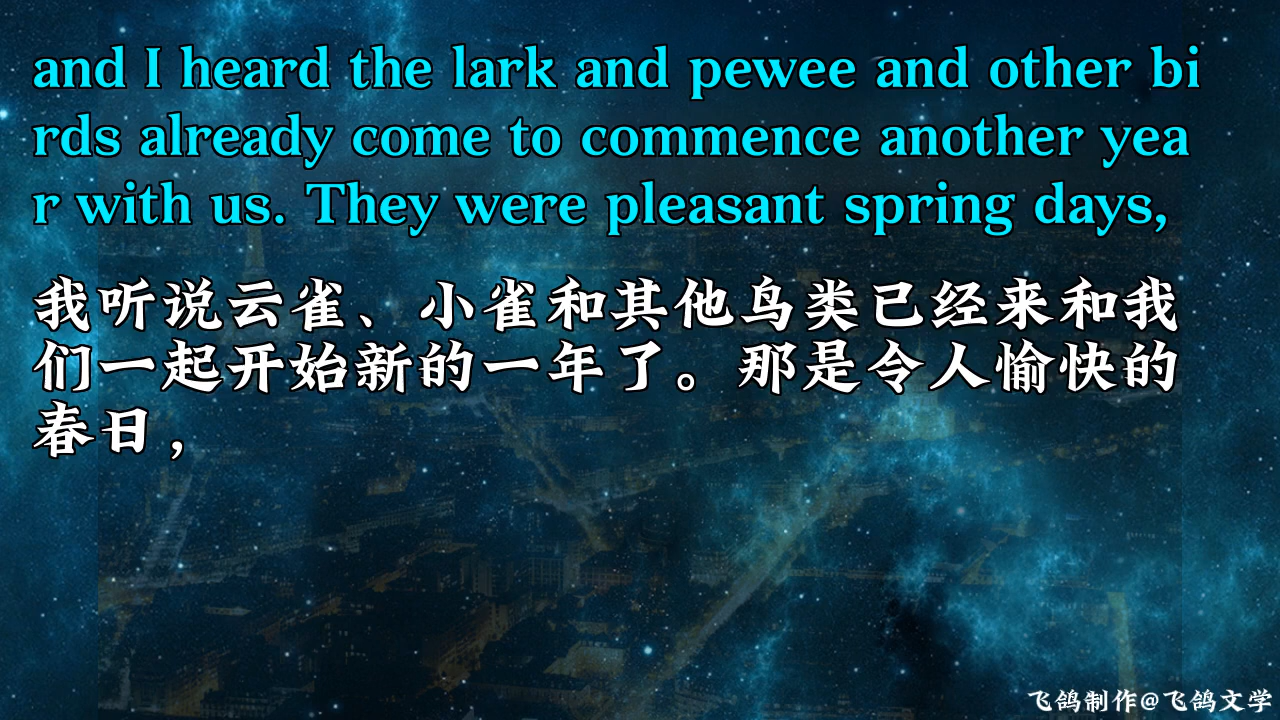 and I heard the lark and pewee and other bi
rds already come to commence another yea
r with us. They were pleasant spring days,
我听说云雀、小雀和其他鸟类已经来和我
们一起开始新的一年了。那是令人愉快的
春日，
飞鸽制作@飞鸽文学